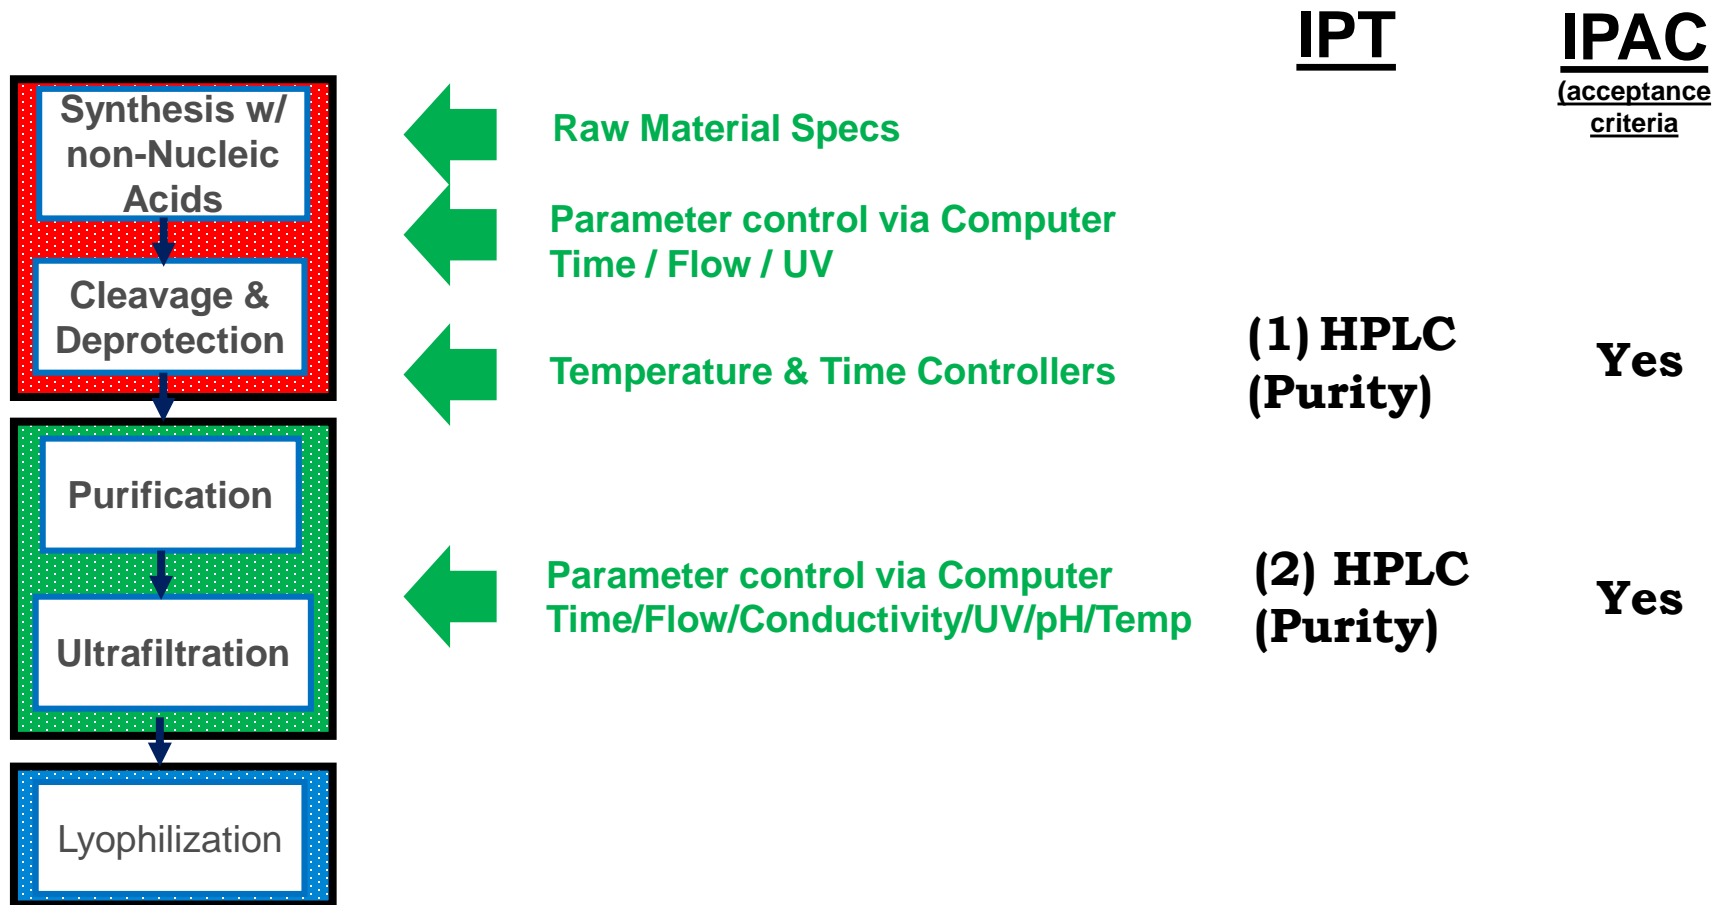 IPT
IPAC
(acceptance
criteria
Synthesis w/
non-Nucleic
Acids
Raw Material Specs
Parameter control via Computer
Time / Flow / UV
Cleavage &
Deprotection
Temperature & Time Controllers
(1) HPLC
(Purity)
Yes
Purification
Parameter control via Computer
Time/Flow/Conductivity/UV/pH/Temp
(2) HPLC
(Purity)
Yes
Ultrafiltration
Lyophilization